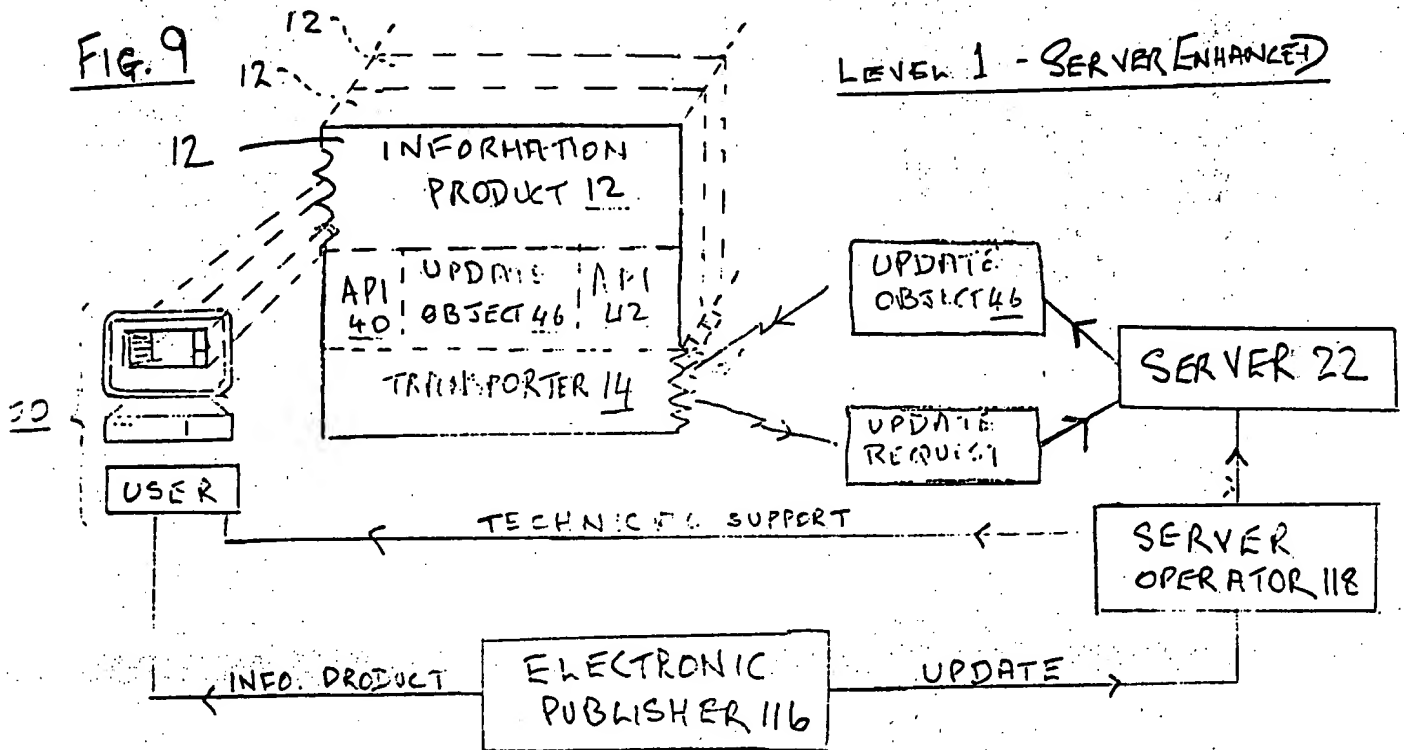 FIG. 9
12
12
12
LEVEL 1 - SERVER ENHANCED
INFORMATION
PRODUCT 12
API
40
UPDATE
OBJECT 46
API
42
TRANSPORTER 14
UPDATE
OBJECT 46
UPDATE
REQUEST
SERVER 22
USER
TECHNICAL SUPPORT
SERVER
OPERATOR 118
INFO. PRODUCT
ELECTRONIC
PUBLISHER 116
UPDATE